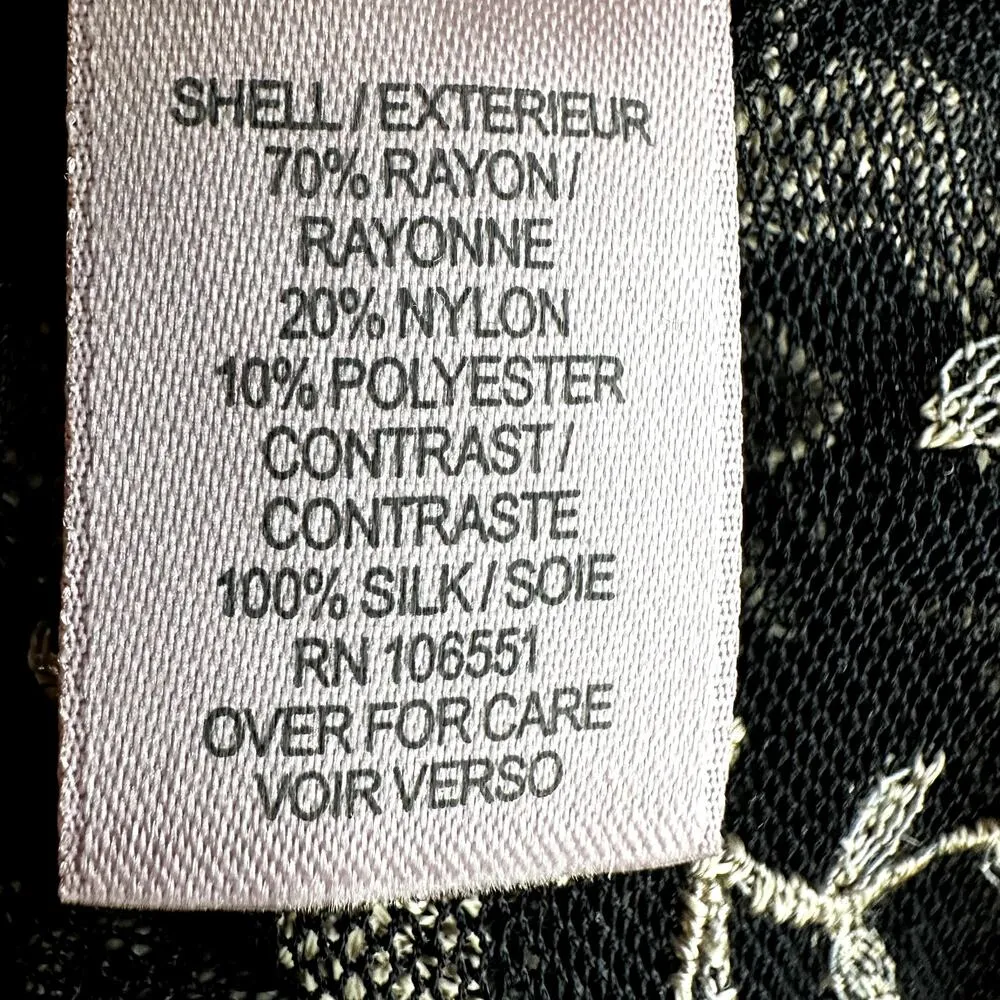 SHELL / EXTERIEUR
70% RAYON /
RAYONNE
20% NYLON
10% POLYESTER
CONTRAST /
CONTRASTE
100% SILK / SOIE
RN 106551
OVER FOR CARE
VOIR VERSO